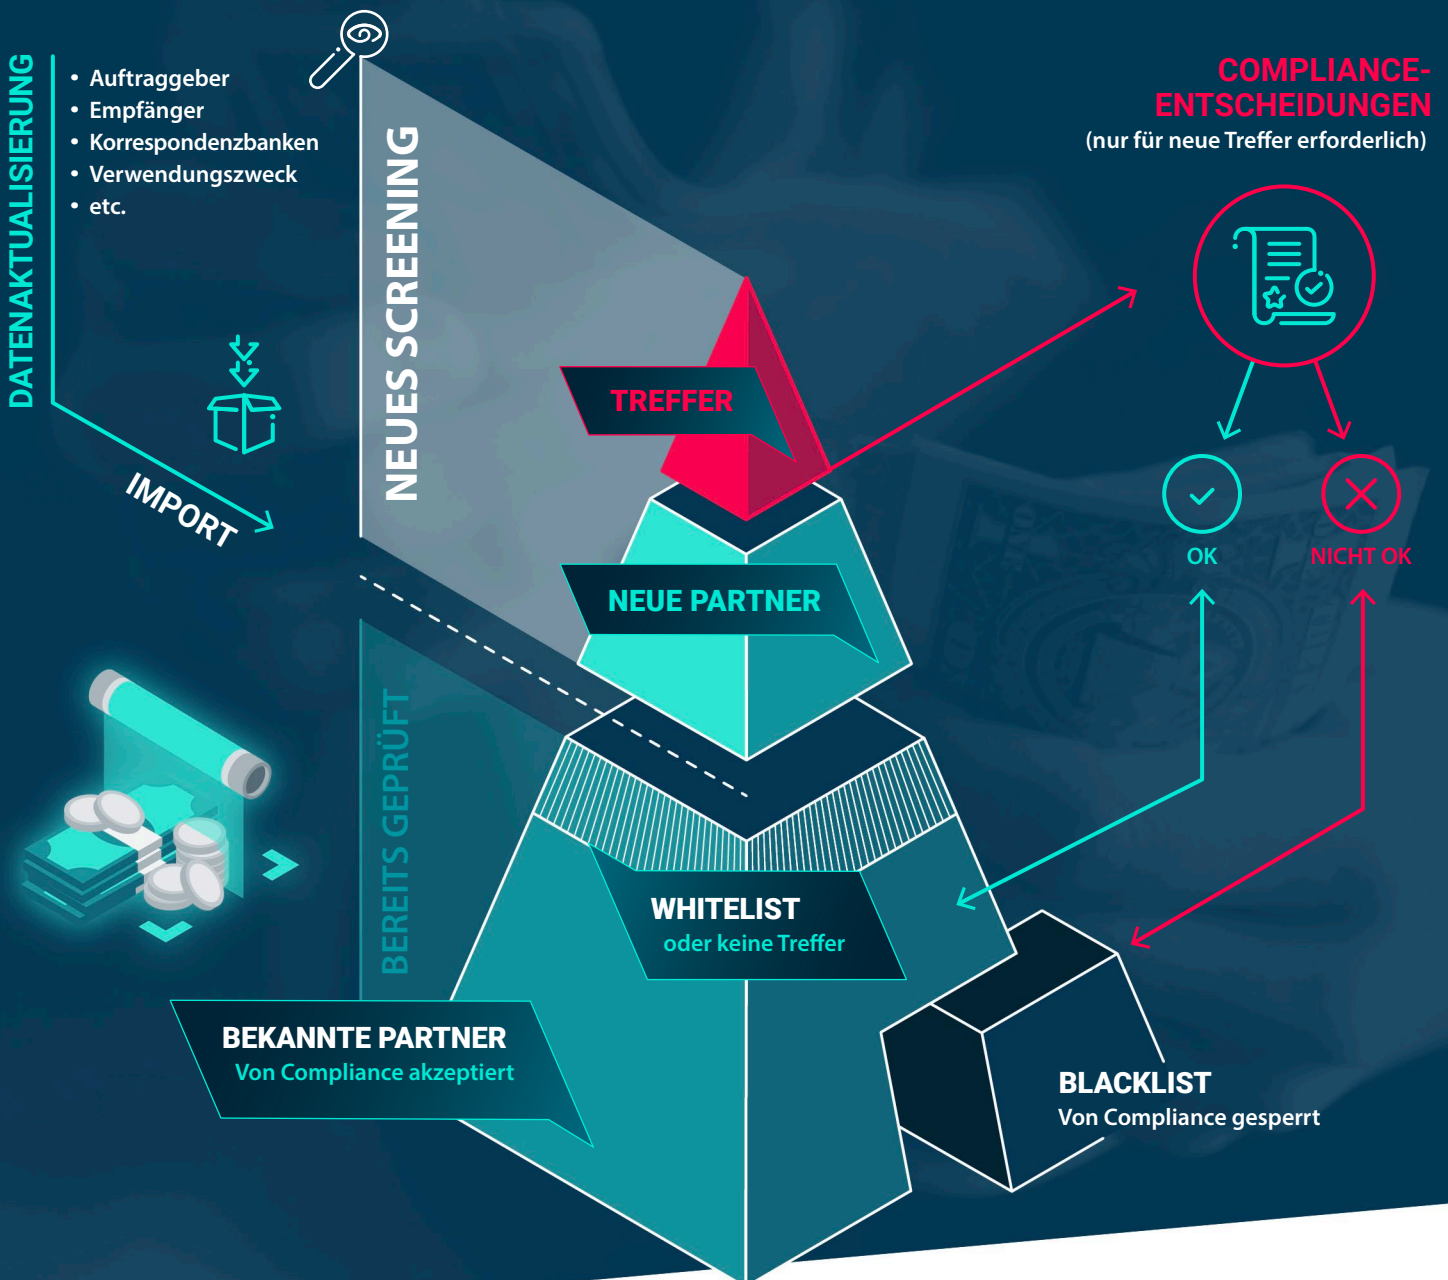 DATENAKTUALISIERUNG
• Auftraggeber
• Empfänger
• Korrespondenzbanken
• Verwendungszweck
• etc.
IMPORT
NEUES SCREENING
BEREITS GEPRÜFT
TREFFER
NEUE PARTNER
WHITELIST
oder keine Treffer
BEKANNTE PARTNER
Von Compliance akzeptiert
COMPLIANCE-
ENTSCHEIDUNGEN
(nur für neue Treffer erforderlich)
OK
NICHT OK
BLACKLIST
Von Compliance gesperrt